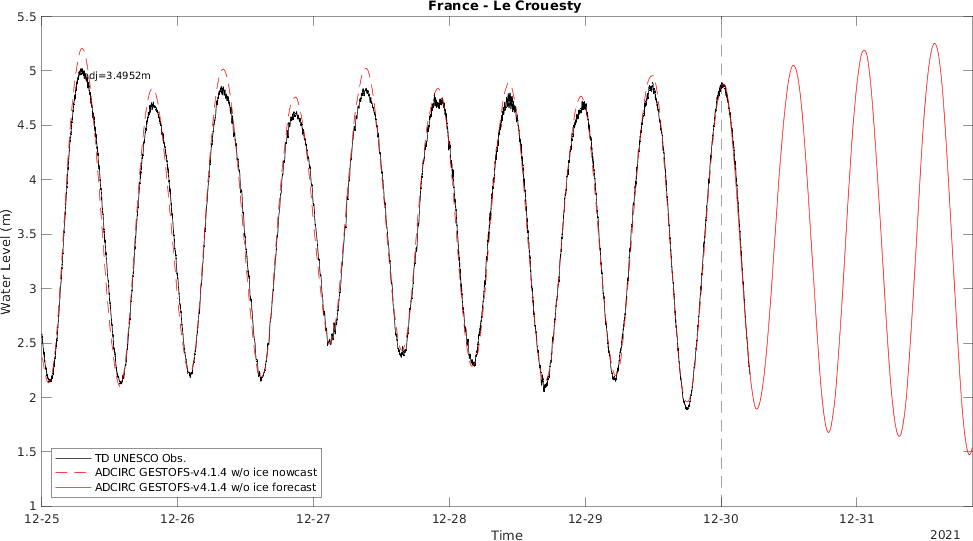 France - Le Crouesty
5.5
5
4.5
4
3.5
3
2.5
2
1.5
1
Water Level (m)
adj=3.4952m
TD UNESCO Obs.
ADCIRC GESTOFS-v4.1.4 w/o ice nowcast
ADCIRC GESTOFS-v4.1.4 w/o ice forecast
12-25
12-26
12-27
12-28
12-29
12-30
12-31
Time
2021